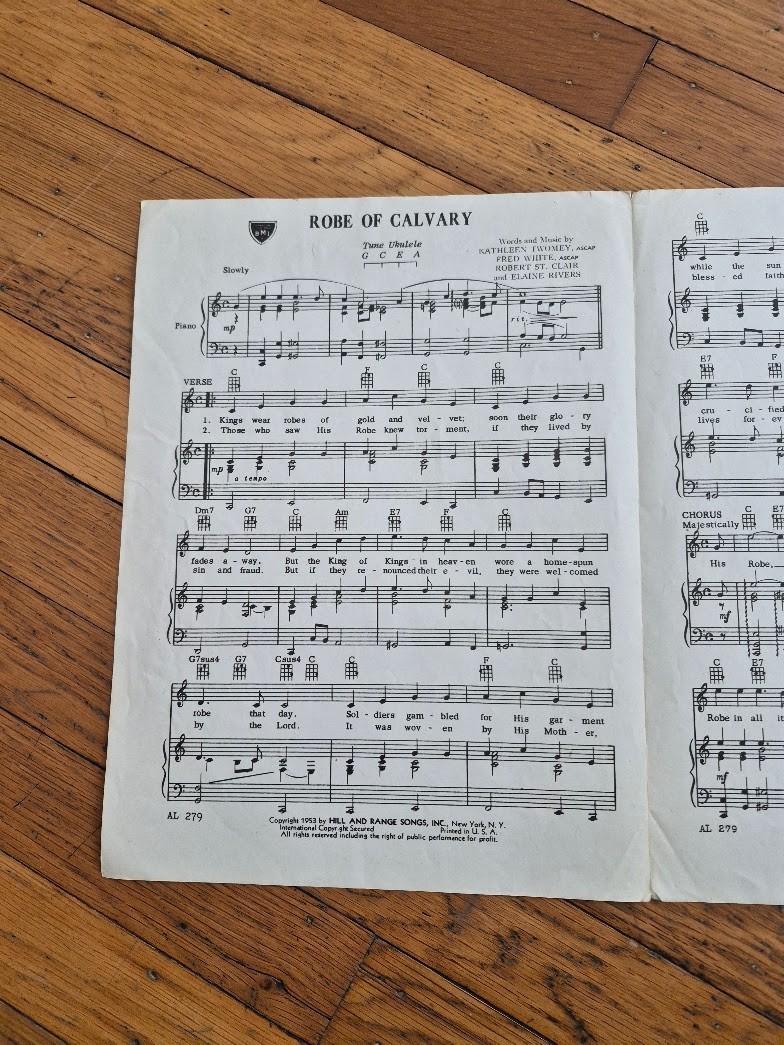 BMI
ROBE OF CALVARY
Tune Ukulele
G C E A
Words and Music by
KATHLEEN TWOMEY, ASCAP
FRED WHITE, ASCAP
ROBERT ST. CLAIR
and ELAINE RIVERS
Slowly
Piano
mp
rit.
C F C C
VERSE
1. Kings wear robes of gold and vel - vet; soon their glo - ry
2. Those who saw His Robe knew tor - ment, if they lived by
mp
a tempo
Dm7 G7 C Am E7 F C
fades a - way. But the King of Kings in heav - en wore a home-spun
sin and fraud. But if they re - nounced their e - vil, they were wel - comed
G7sus4 G7 Csus4 C C F C
robe that day. Sol - diers gam - bled for His gar - ment
by the Lord. It was wov - en by His Moth - er,
AL 279
Copyright 1953 by HILL AND RANGE SONGS, INC., New York, N. Y.
International Copyright Secured Printed in U. S. A.
All rights reserved including the right of public performance for profit.
C
while the sun
bless - ed faith
E7 F
cru - ci - fied
lives for - ev
CHORUS C E7
Majestically
His Robe,
mf
C E7
Robe in all it
mf
AL 279